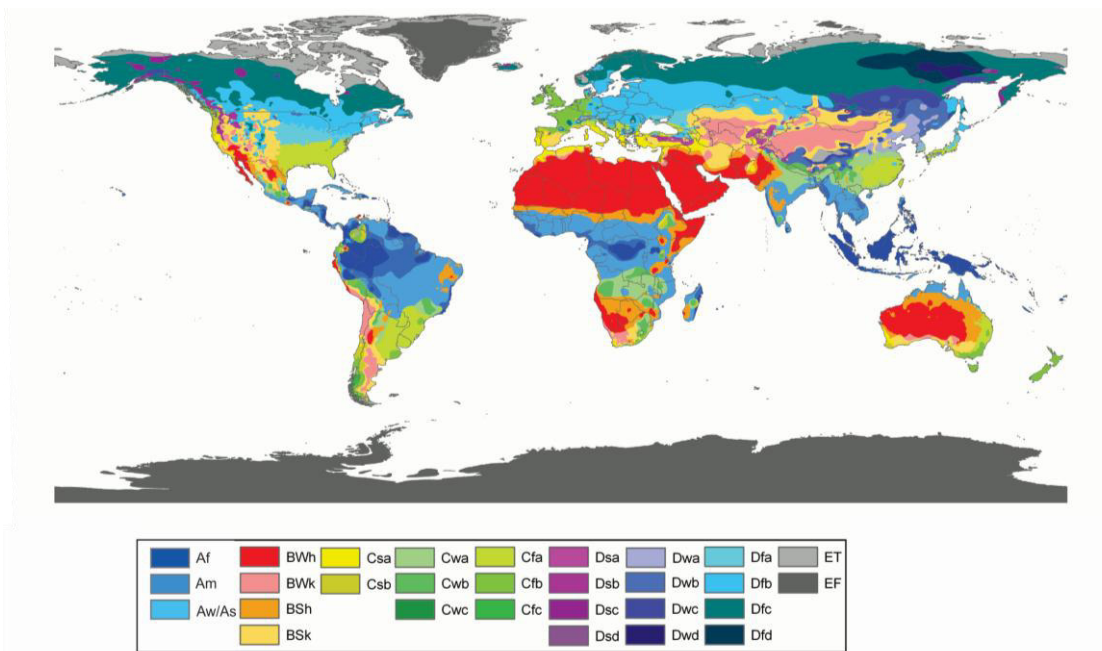 Af BWh Csa Cwa Cfa Dsa Dwa Dfa ET
Am BWk Csb Cwb Cfb Dsb Dwb Dfb EF
Aw/As BSh Cwc Cfc Dsc Dwc Dfc
BSk Dsd Dwd Dfd